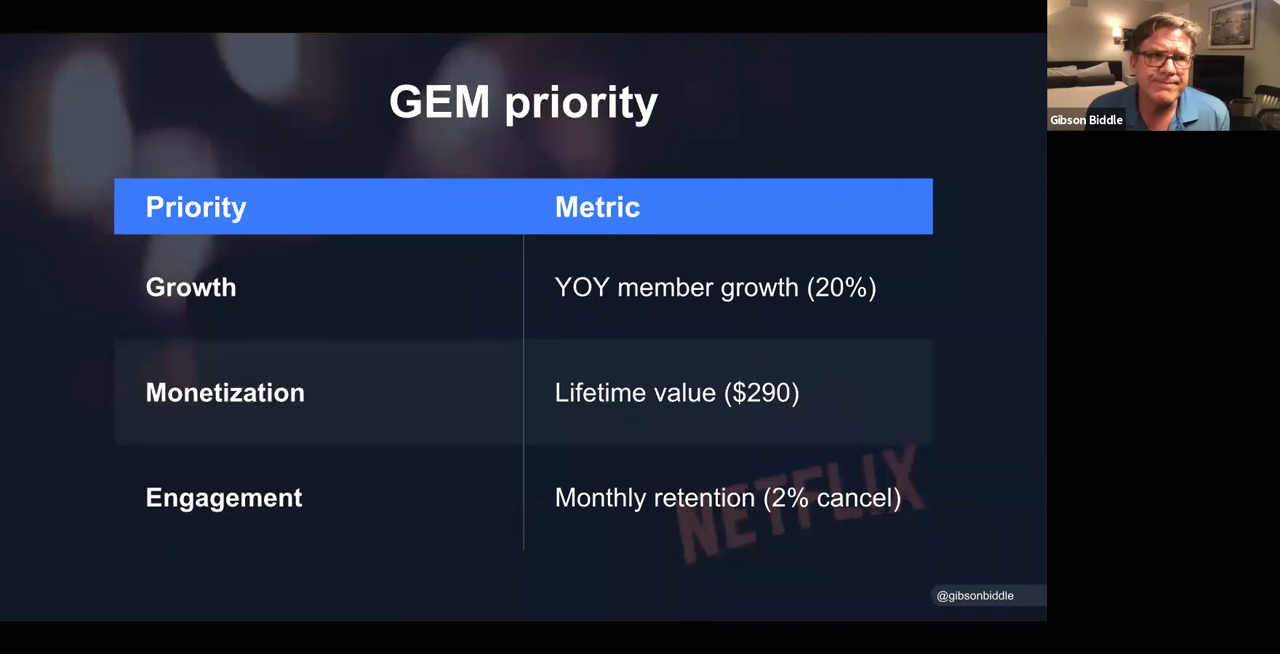 GEM priority
Priority Metric
Growth YOY member growth (20%)
Monetization Lifetime value ($290)
Engagement Monthly retention (2% cancel)
NETFLIX
@gibsonbiddle
Gibson Biddle